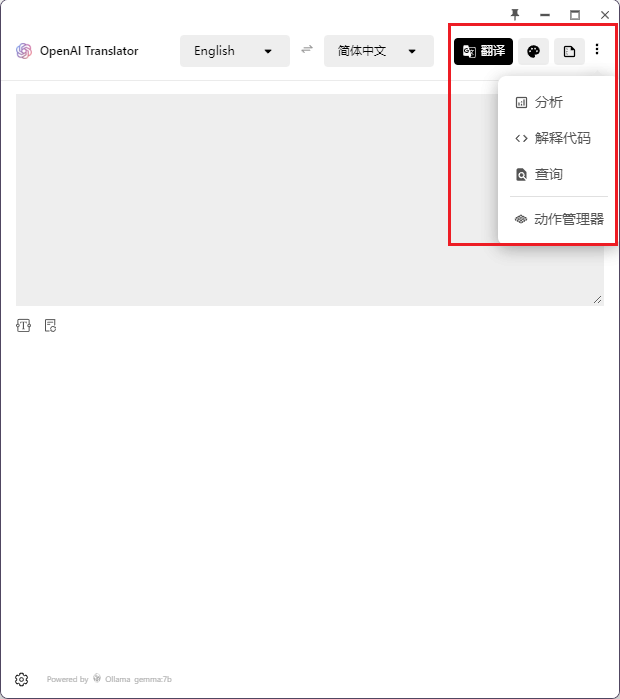 OpenAI Translator
English
简体中文
翻译
分析
解释代码
查询
动作管理器
Powered by Ollama gemma:7b